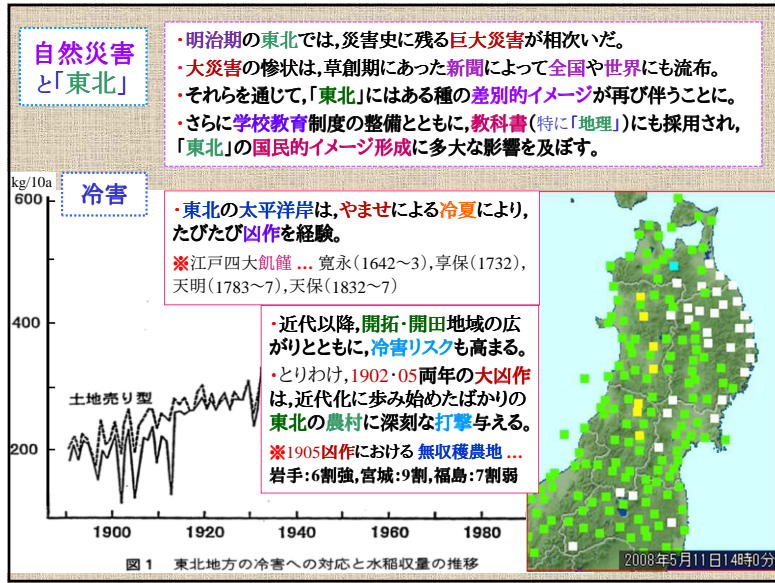 自然災害
と「東北」
・明治期の東北では,災害史に残る巨大災害が相次いだ。
・大災害の惨状は,草創期にあった新聞によって全国や世界にも流布。
・それらを通じて,「東北」にはある種の差別的イメージが再び伴うことに。
・さらに学校教育制度の整備とともに,教科書(特に「地理」)にも採用され,
「東北」の国民的イメージ形成に多大な影響を及ぼす。
冷害
・東北の太平洋岸は,やませによる冷夏により,
たびたび凶作を経験。
※江戸四大飢饉 … 寛永(1642～3),享保(1732),
天明(1783～7),天保(1832～7)
・近代以降,開拓・開田地域の広
がりとともに,冷害リスクも高まる。
・とりわけ,1902・05両年の大凶作
は,近代化に歩み始めたばかりの
東北の農村に深刻な打撃与える。
※1905凶作における 無収穫農地 …
岩手:6割強,宮城:9割,福島:7割弱
kg/10a
600
400
200
土地売り型
1900 1920 1940 1960 1980
図1 東北地方の冷害への対応と水稲収量の推移
2008年5月11日14時0分